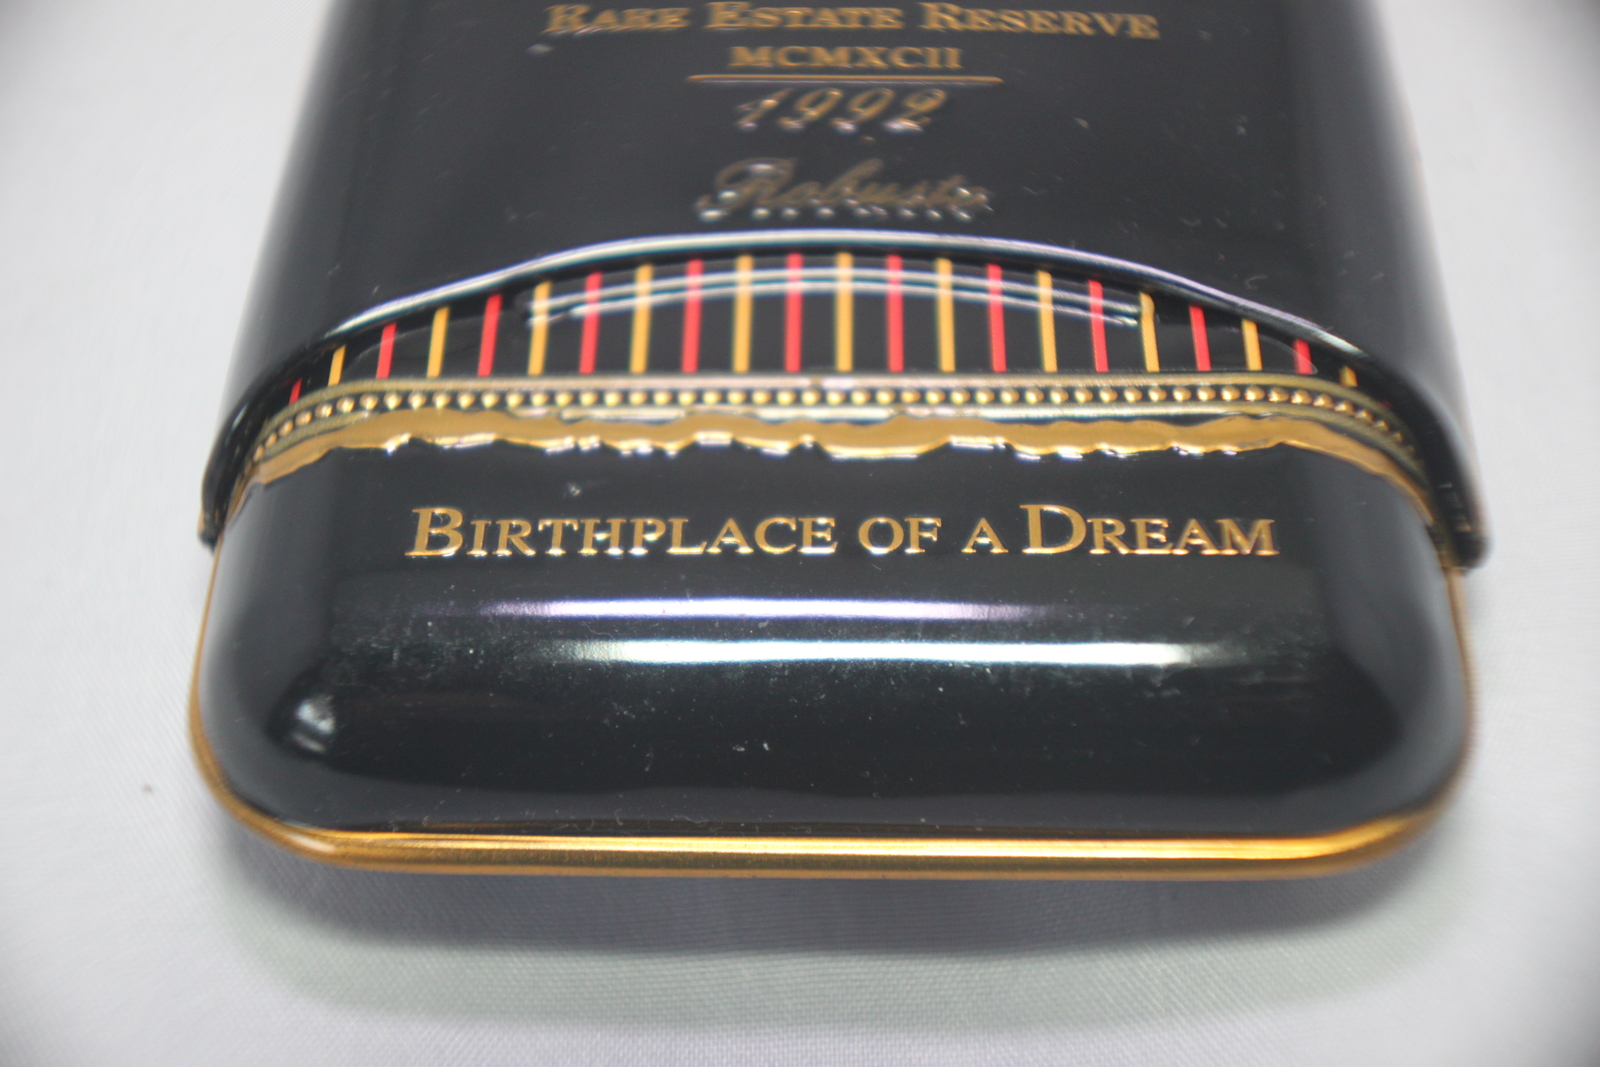 RARE ESTATE RESERVE
MCMXCII
1992
Robusto
BIRTHPLACE OF A DREAM